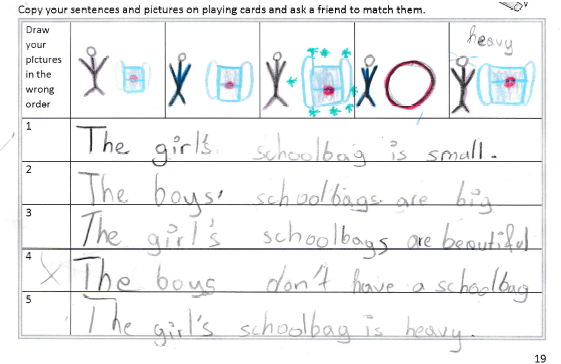 Copy your sentences and pictures on playing cards and ask a friend to match them.
Draw
your
pictures
in the
wrong
order
heavy
1 The girl's schoolbag is small.
2 The boys' schoolbags are big
3 The girl's schoolbags are beautiful
4 X The boys don't have a schoolbag
5 The girl's schoolbag is heavy.
19